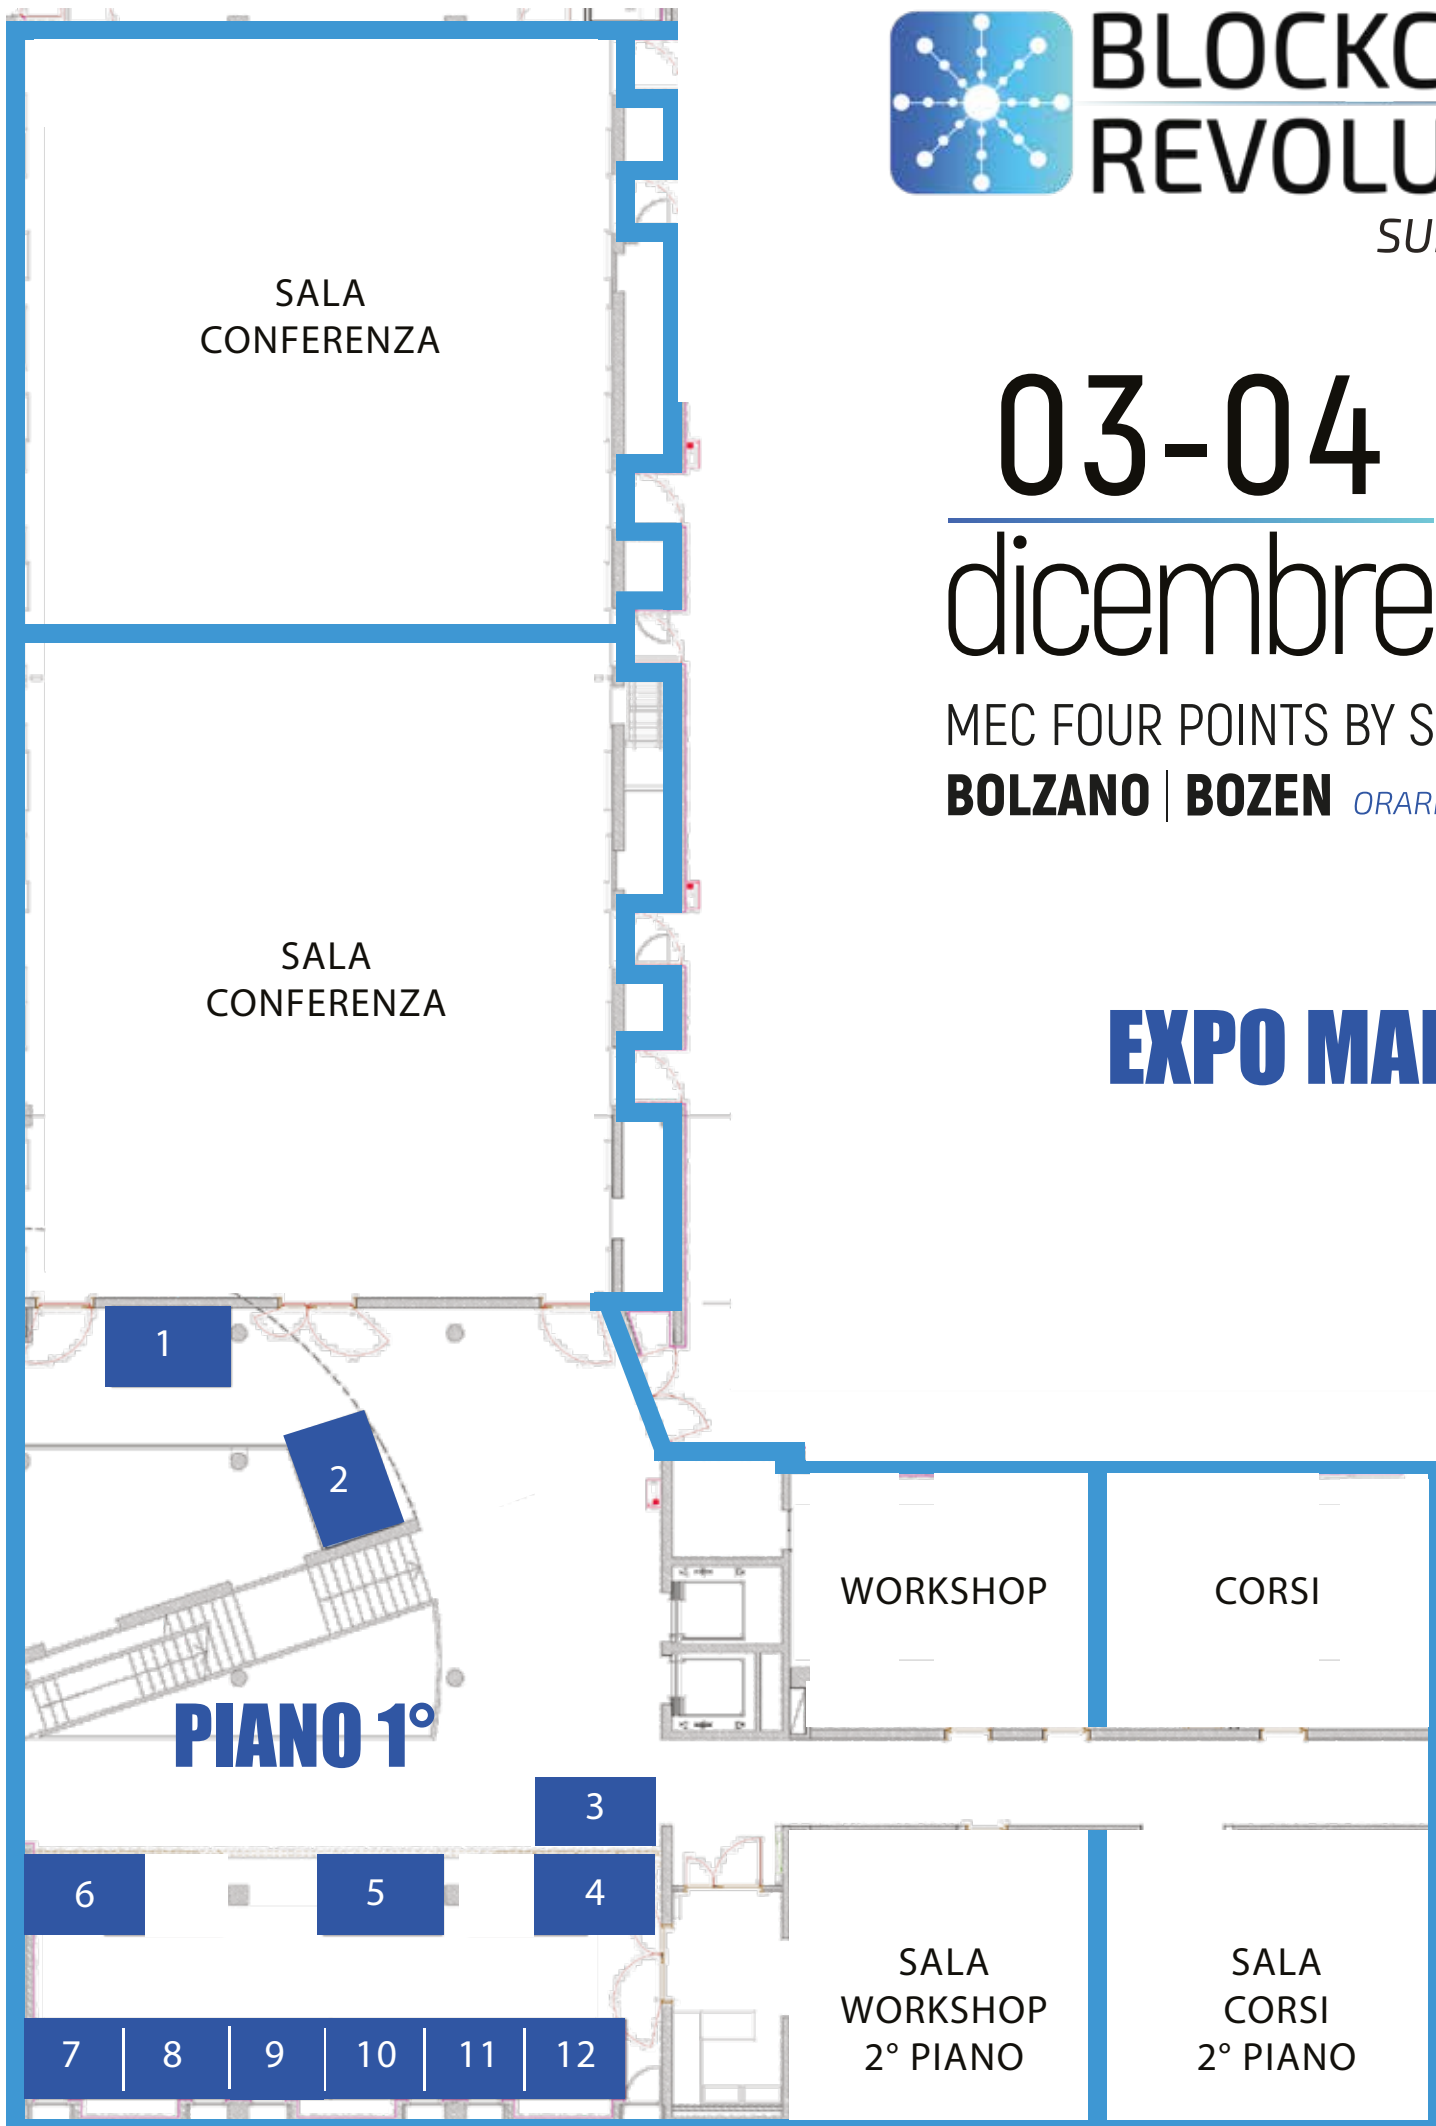 BLOCKC
REVOLU
SU
03-04
dicembre
MEC FOUR POINTS BY S
BOLZANO | BOZEN ORARI
EXPO MA
SALA
CONFERENZA
SALA
CONFERENZA
1
2
WORKSHOP
CORSI
PIANO 1°
3
6
5
4
SALA
WORKSHOP
2° PIANO
SALA
CORSI
2° PIANO
7
8
9
10
11
12